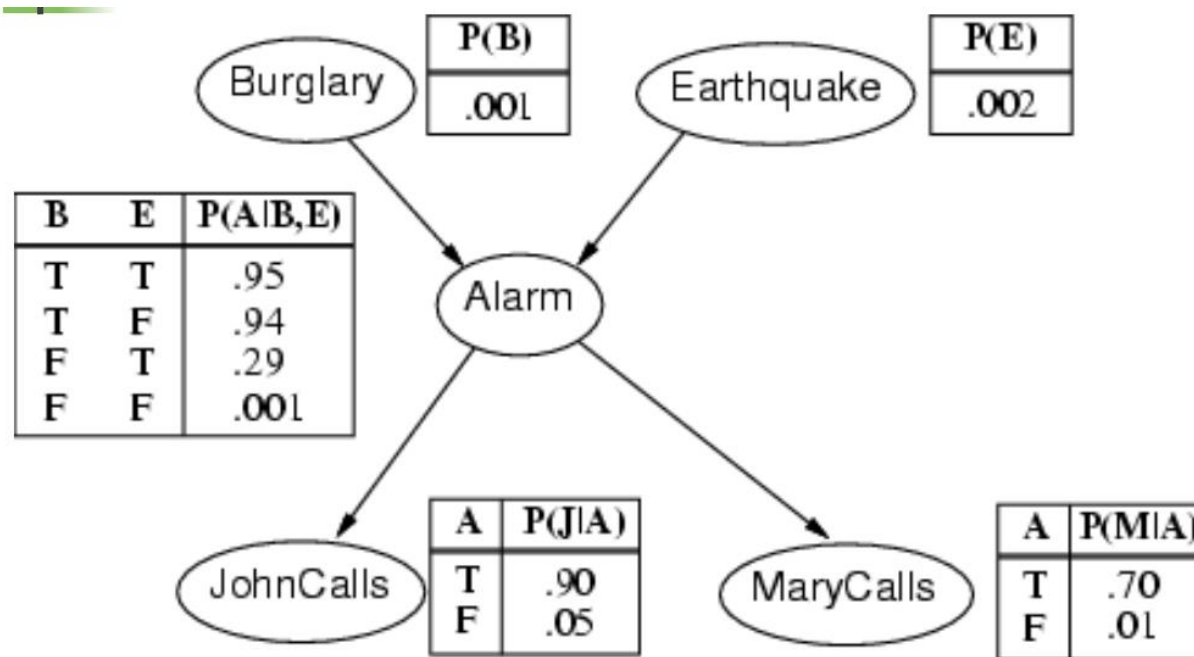 P(B)
.001
Burglary
P(E)
.002
Earthquake
B E P(A|B,E)
T T .95
T F .94
F T .29
F F .001
Alarm
A P(J|A)
T .90
F .05
JohnCalls
A P(M|A)
T .70
F .01
MaryCalls